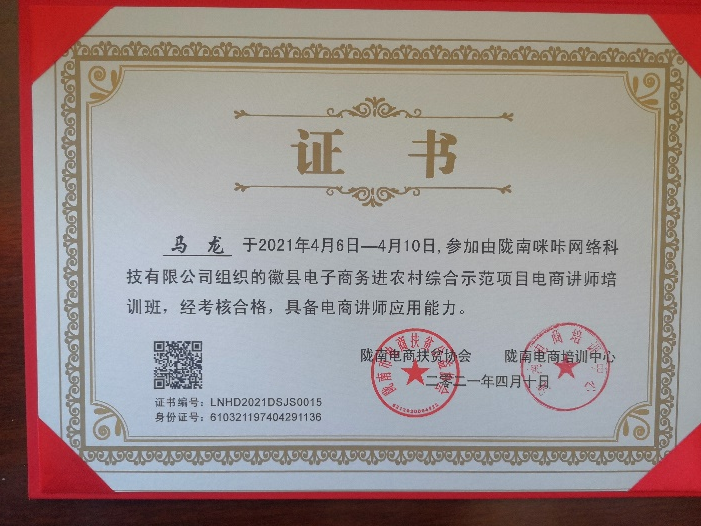 证书
马龙 于2021年4月6日—4月10日,参加由陇南咪咔网络科
技有限公司组织的徽县电子商务进农村综合示范项目电商讲师培
训班，经考核合格，具备电商讲师应用能力。
陇南电商扶贫协会 陇南电商培训中心
二零二一年四月十日
证书编号：LNHD2021DSJS0015
身份证号：610321197404291136